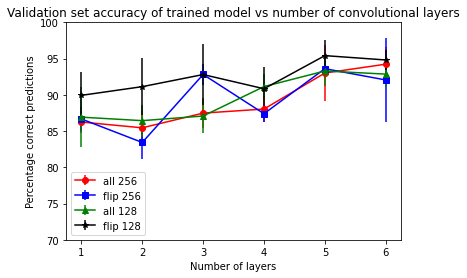 Validation set accuracy of trained model vs number of convolutional layers
Percentage correct predictions
100
95
90
85
80
75
70
all 256
flip 256
all 128
flip 128
1 2 3 4 5 6
Number of layers